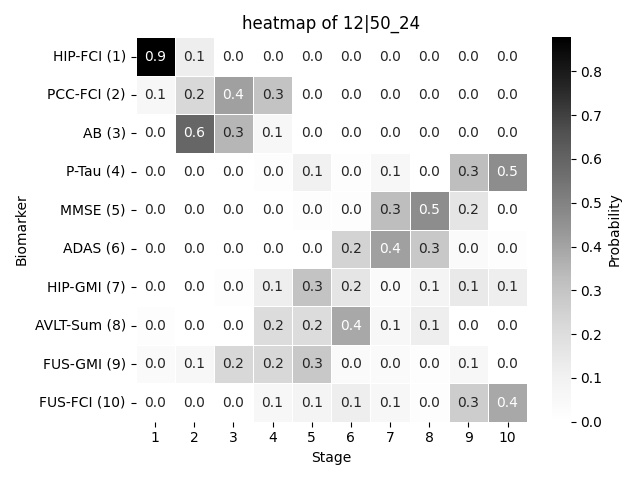 heatmap of 12|50_24
HIP-FCI (1) 0.9 0.1 0.0 0.0 0.0 0.0 0.0 0.0 0.0 0.0
PCC-FCI (2) 0.1 0.2 0.4 0.3 0.0 0.0 0.0 0.0 0.0 0.0
AB (3) 0.0 0.6 0.3 0.1 0.0 0.0 0.0 0.0 0.0 0.0
P-Tau (4) 0.0 0.0 0.0 0.0 0.1 0.0 0.1 0.0 0.3 0.5
MMSE (5) 0.0 0.0 0.0 0.0 0.0 0.0 0.3 0.5 0.2 0.0
ADAS (6) 0.0 0.0 0.0 0.0 0.0 0.2 0.4 0.3 0.0 0.0
HIP-GMI (7) 0.0 0.0 0.0 0.1 0.3 0.2 0.0 0.1 0.1 0.1
AVLT-Sum (8) 0.0 0.0 0.0 0.2 0.2 0.4 0.1 0.1 0.0 0.0
FUS-GMI (9) 0.0 0.1 0.2 0.2 0.3 0.0 0.0 0.0 0.1 0.0
FUS-FCI (10) 0.0 0.0 0.0 0.1 0.1 0.1 0.1 0.0 0.3 0.4
1 2 3 4 5 6 7 8 9 10
Stage
Biomarker
0.8
0.7
0.6
0.5
0.4
0.3
0.2
0.1
0.0
Probability